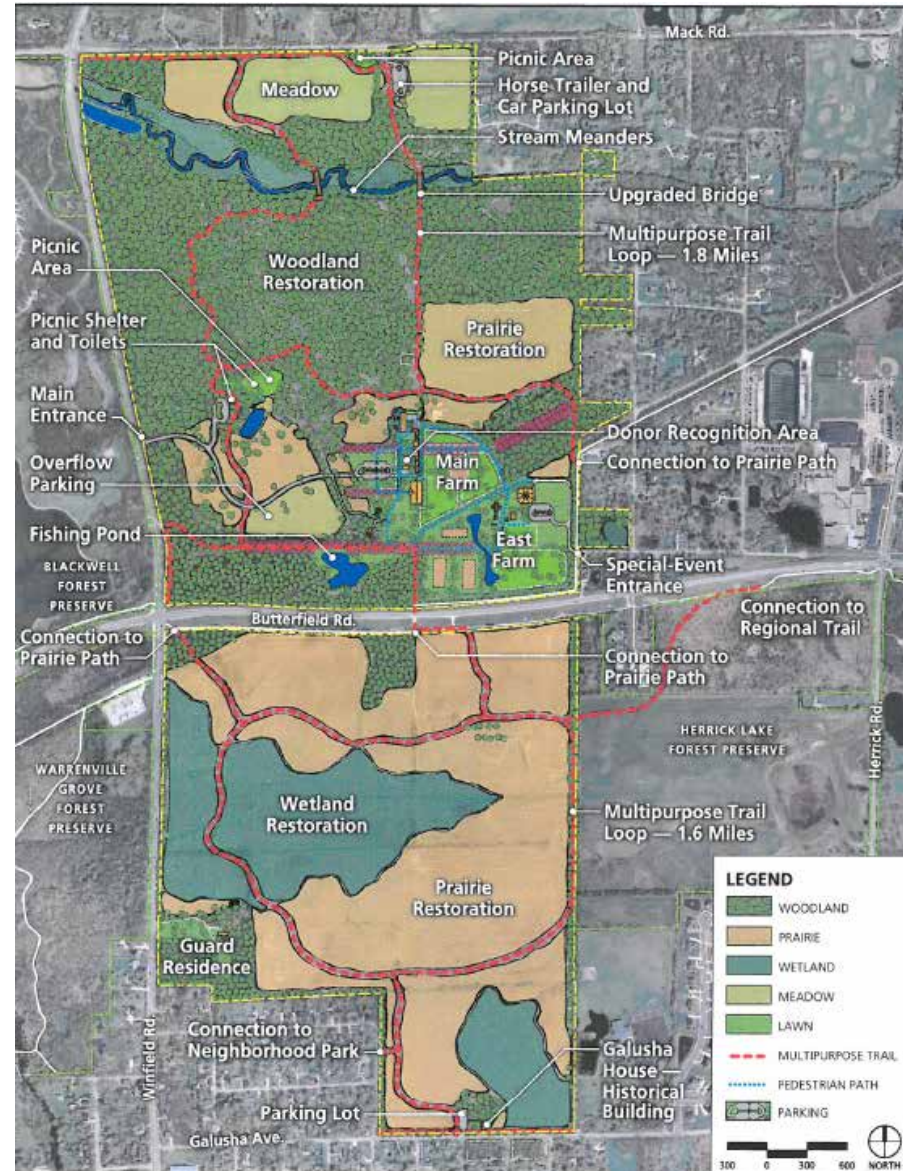 Mack Rd.
Picnic Area
Horse Trailer and
Car Parking Lot
Meadow
Stream Meanders
Upgraded Bridge
Multipurpose Trail
Loop — 1.8 Miles
Picnic
Area
Woodland
Restoration
Picnic Shelter
and Toilets
Prairie
Restoration
Main
Entrance
Donor Recognition Area
Main
Farm
Connection to Prairie Path
Overflow
Parking
Fishing Pond
East
Farm
Special-Event
Entrance
BLACKWELL
FOREST
PRESERVE
Butterfield Rd.
Connection to
Regional Trail
Connection to
Prairie Path
Connection to
Prairie Path
HERRICK LAKE
FOREST PRESERVE
Herrick Rd.
WARRENVILLE
GROVE
FOREST
PRESERVE
Wetland
Restoration
Multipurpose Trail
Loop — 1.6 Miles
Prairie
Restoration
Guard
Residence
Winfield Rd.
Connection to
Neighborhood Park
Galusha
House —
Historical
Building
Parking Lot
Galusha Ave.
LEGEND
WOODLAND
PRAIRIE
WETLAND
MEADOW
LAWN
MULTIPURPOSE TRAIL
PEDESTRIAN PATH
PARKING
300 0 300 600
NORTH